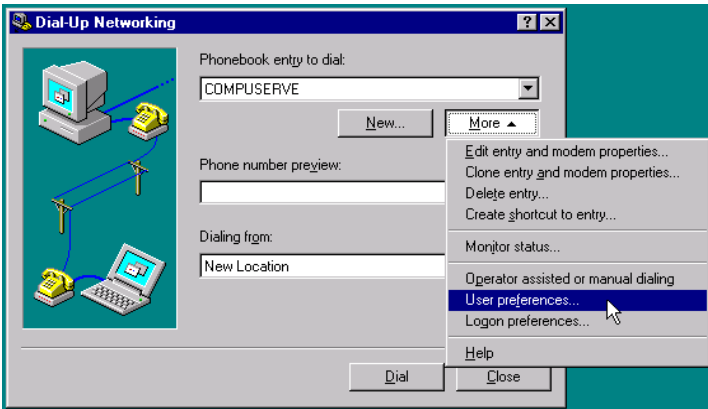 Dial-Up Networking
Phonebook entry to dial:
COMPUSERVE
New...
More
Edit entry and modem properties...
Clone entry and modem properties...
Delete entry...
Create shortcut to entry...
Monitor status...
Operator assisted or manual dialing
User preferences...
Logon preferences...
Help
Phone number preview:
Dialing from:
New Location
Dial
Close